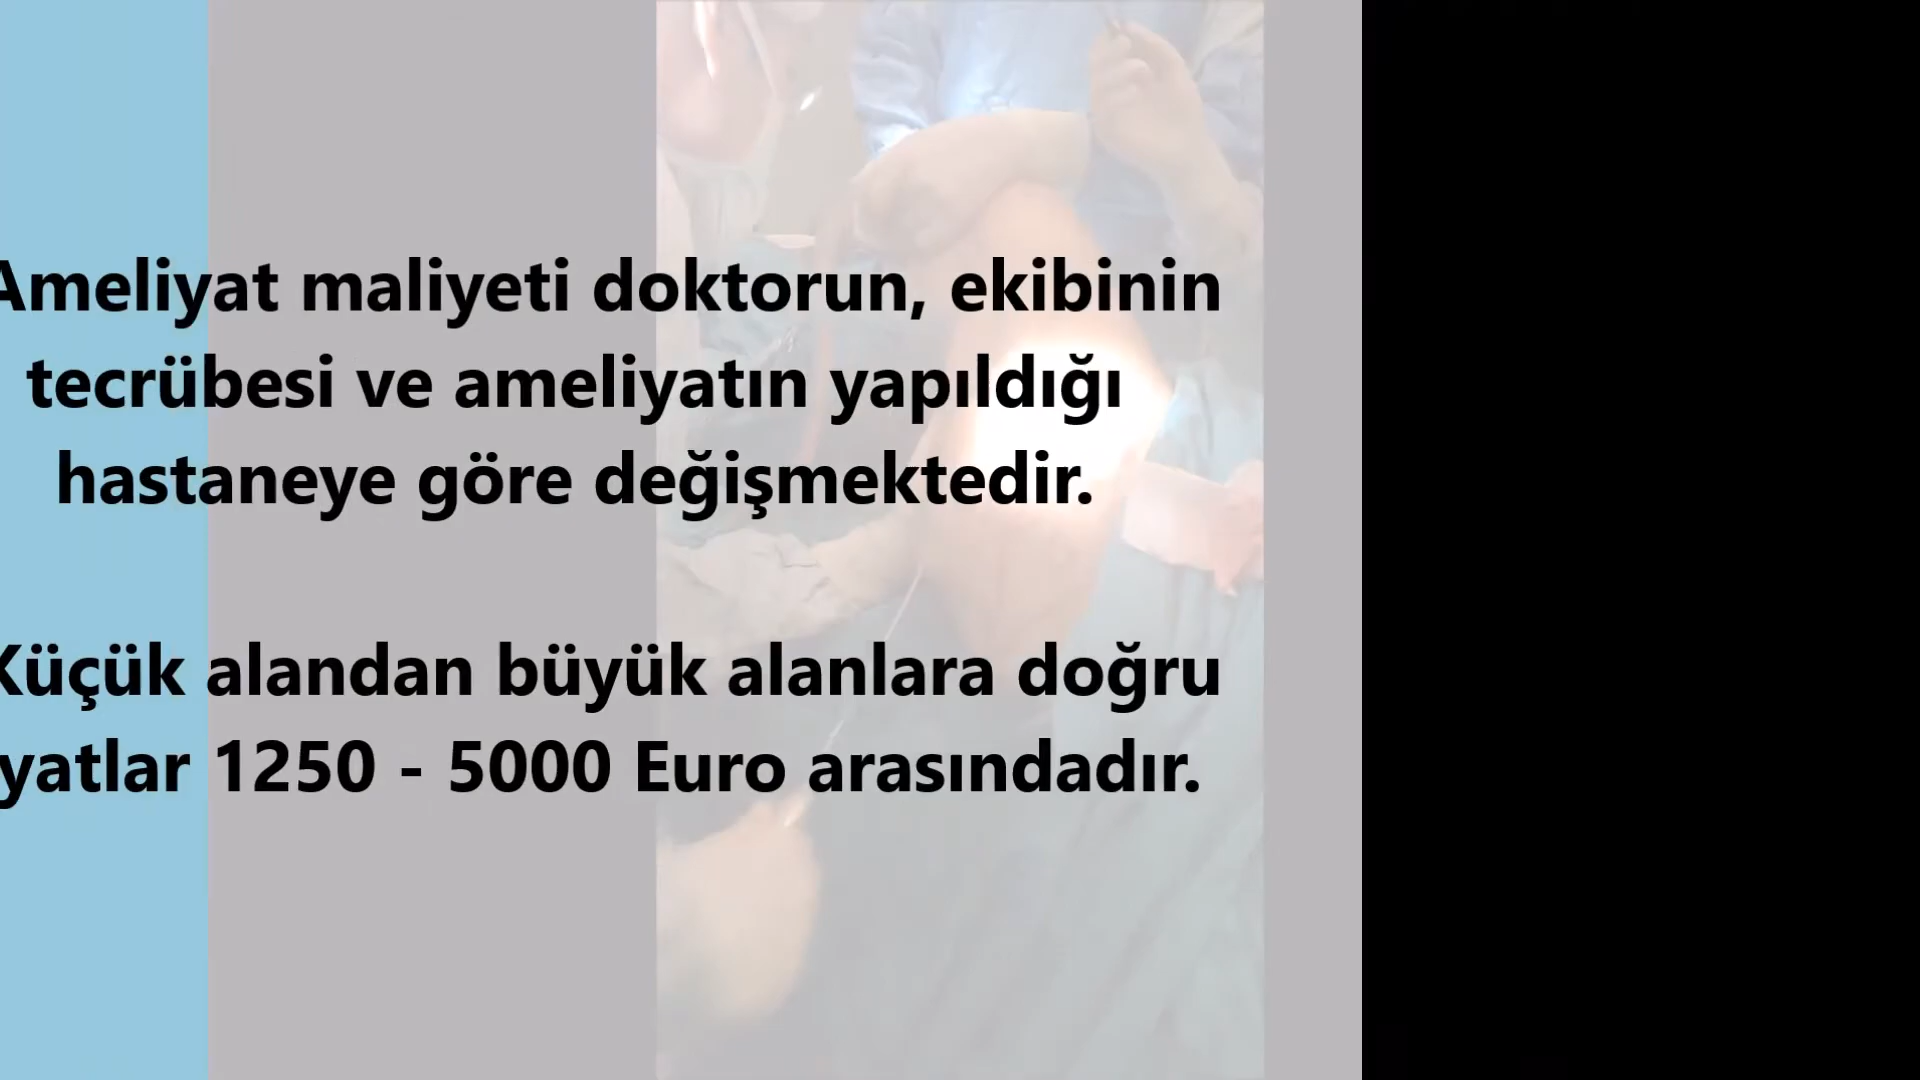 Ameliyat maliyeti doktorun, ekibinin
tecrübesi ve ameliyatın yapıldığı
hastaneye göre değişmektedir.
Küçük alandan büyük alanlara doğru
yatlar 1250 - 5000 Euro arasındadır.